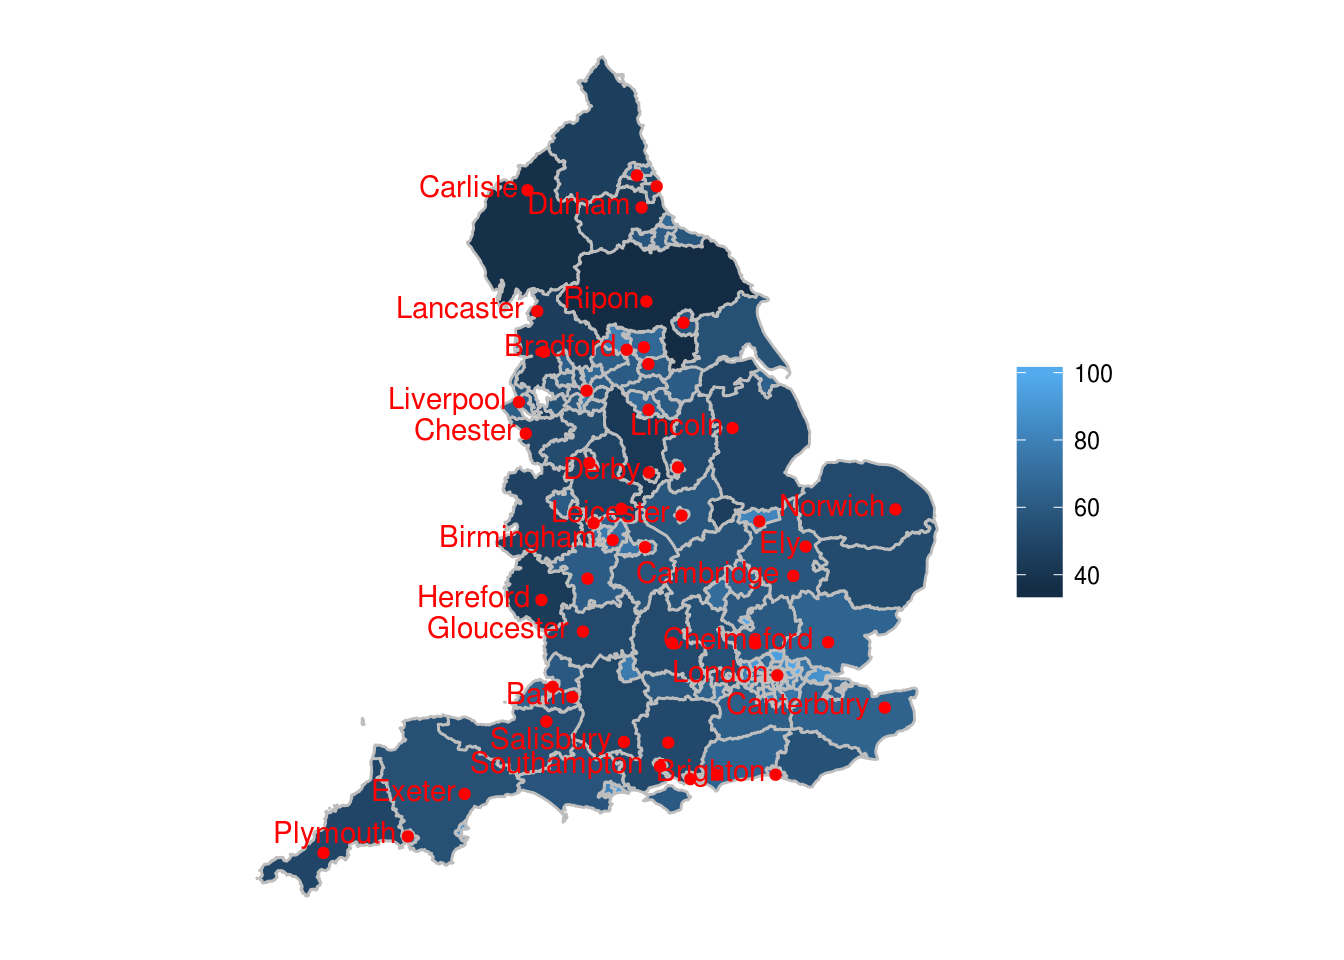 Carlisle
Durham
Ripon
Lancaster
Bradford
100
Liverpool
Lincoln
Chester
80
Derby
Norwich
60
Leicester
Birmingham
Ely
Cambridge
40
Hereford
Gloucester
Chelmsford
London
Bath
Canterbury
Salisbury
Southampton
Brighton
Exeter
Plymouth